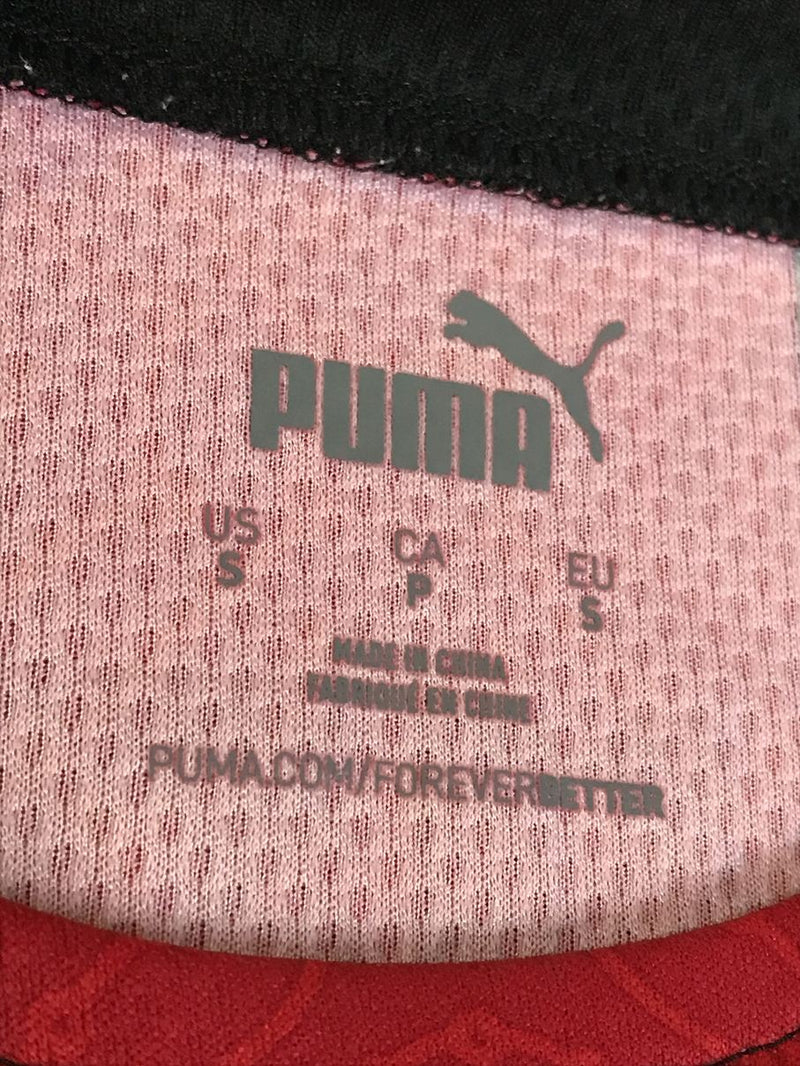 PUMA
US CA EU
S P S
MADE IN CHINA
FABRIQUÉ EN CHINE
PUMA.COM/FOREVERBETTER